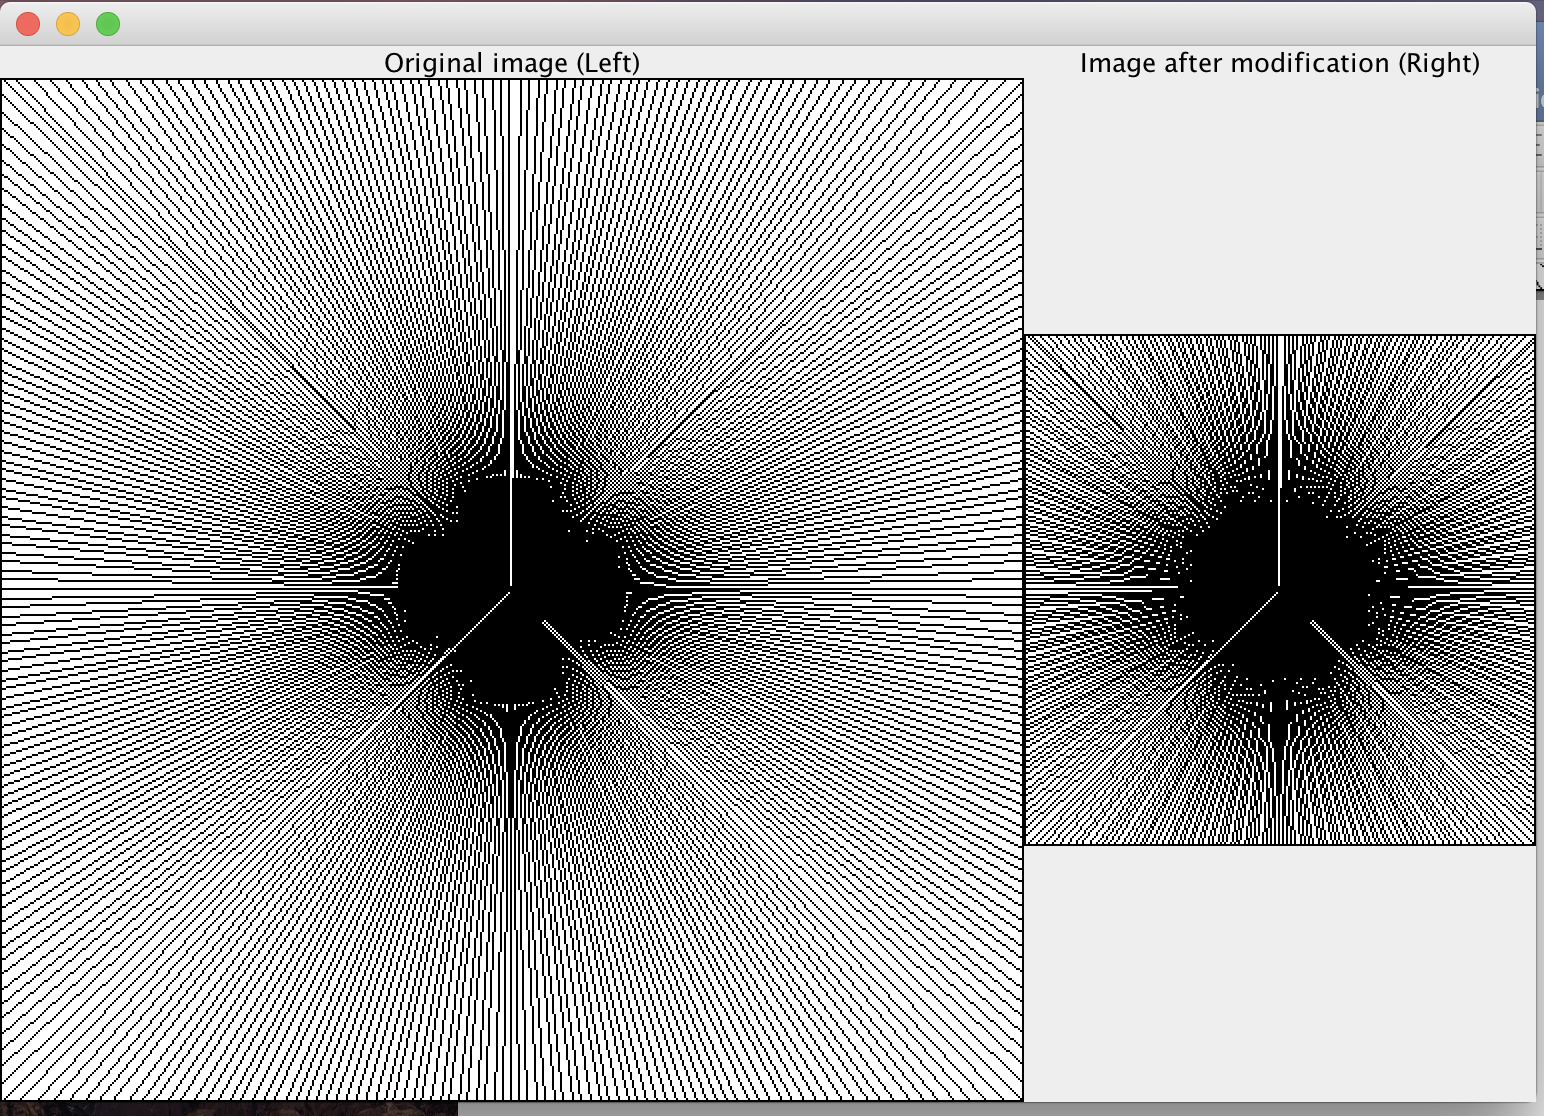 Original image (Left)
Image after modification (Right)